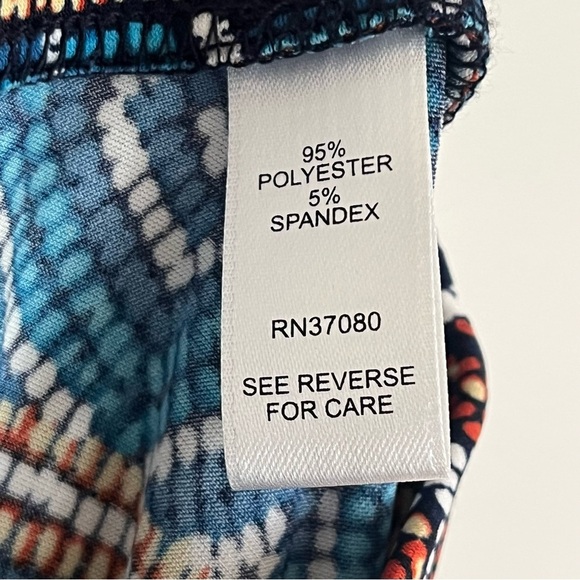 95%
POLYESTER
5%
SPANDEX
RN37080
SEE REVERSE
FOR CARE